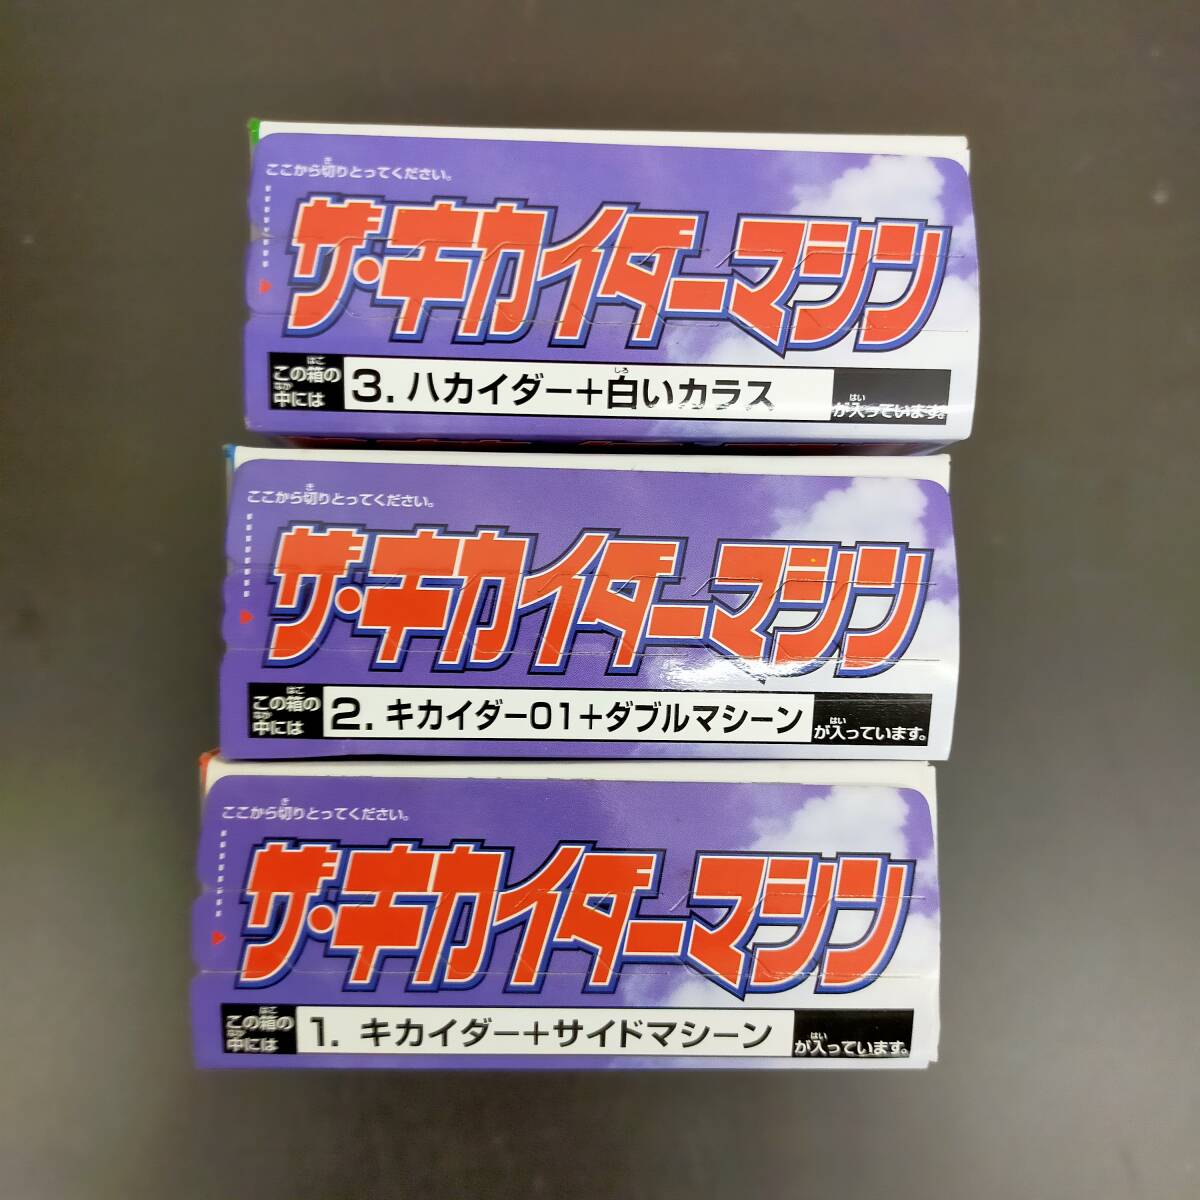 ここから切りとってください。
ザ・キカイダーマシン
この箱の中には 3. ハカイダー+白いカラス が入っています。
ここから切りとってください。
ザ・キカイダーマシン
この箱の中には 2. キカイダー01+ダブルマシーン が入っています。
ここから切りとってください。
ザ・キカイダーマシン
この箱の中には 1. キカイダー+サイドマシーン が入っています。